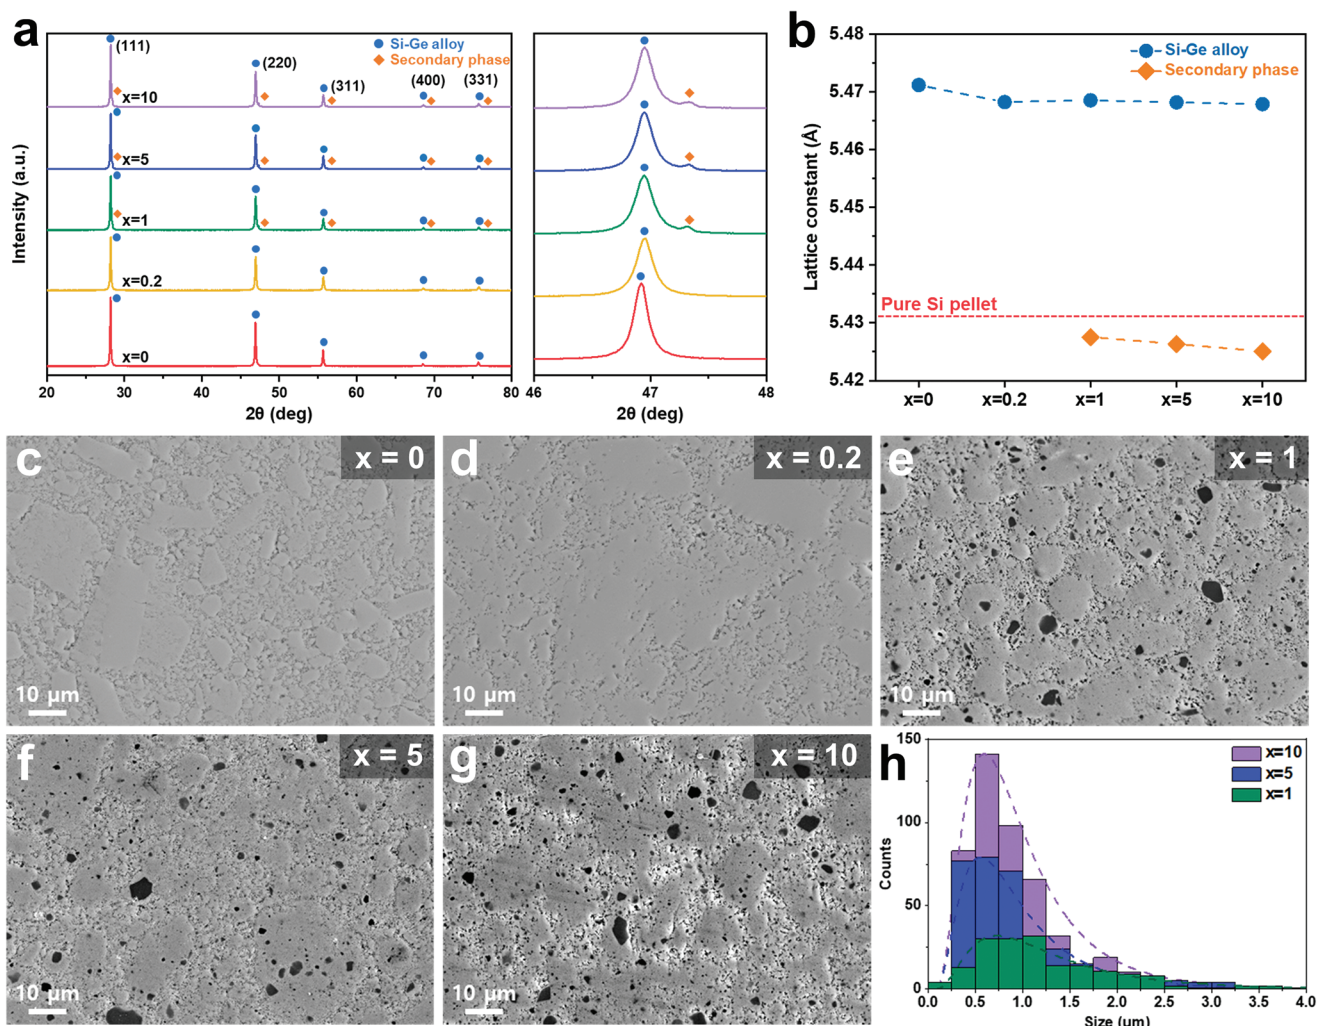 a
Si-Ge alloy
Secondary phase
(111)
(220)
(311)
(400)
(331)
x=10
x=5
x=1
x=0.2
x=0
Intensity (a.u.)
20 30 40 50 60 70 80
2θ (deg)
46 47 48
2θ (deg)
b
Si-Ge alloy
Secondary phase
Pure Si pellet
Lattice constant (Å)
5.48
5.47
5.46
5.45
5.44
5.43
5.42
x=0 x=0.2 x=1 x=5 x=10
c
x = 0
10 µm
d
x = 0.2
10 µm
e
x = 1
10 µm
f
x = 5
10 µm
g
x = 10
10 µm
h
x=10
x=5
x=1
Counts
150
100
50
0
0.0 0.5 1.0 1.5 2.0 2.5 3.0 3.5 4.0
Size (um)